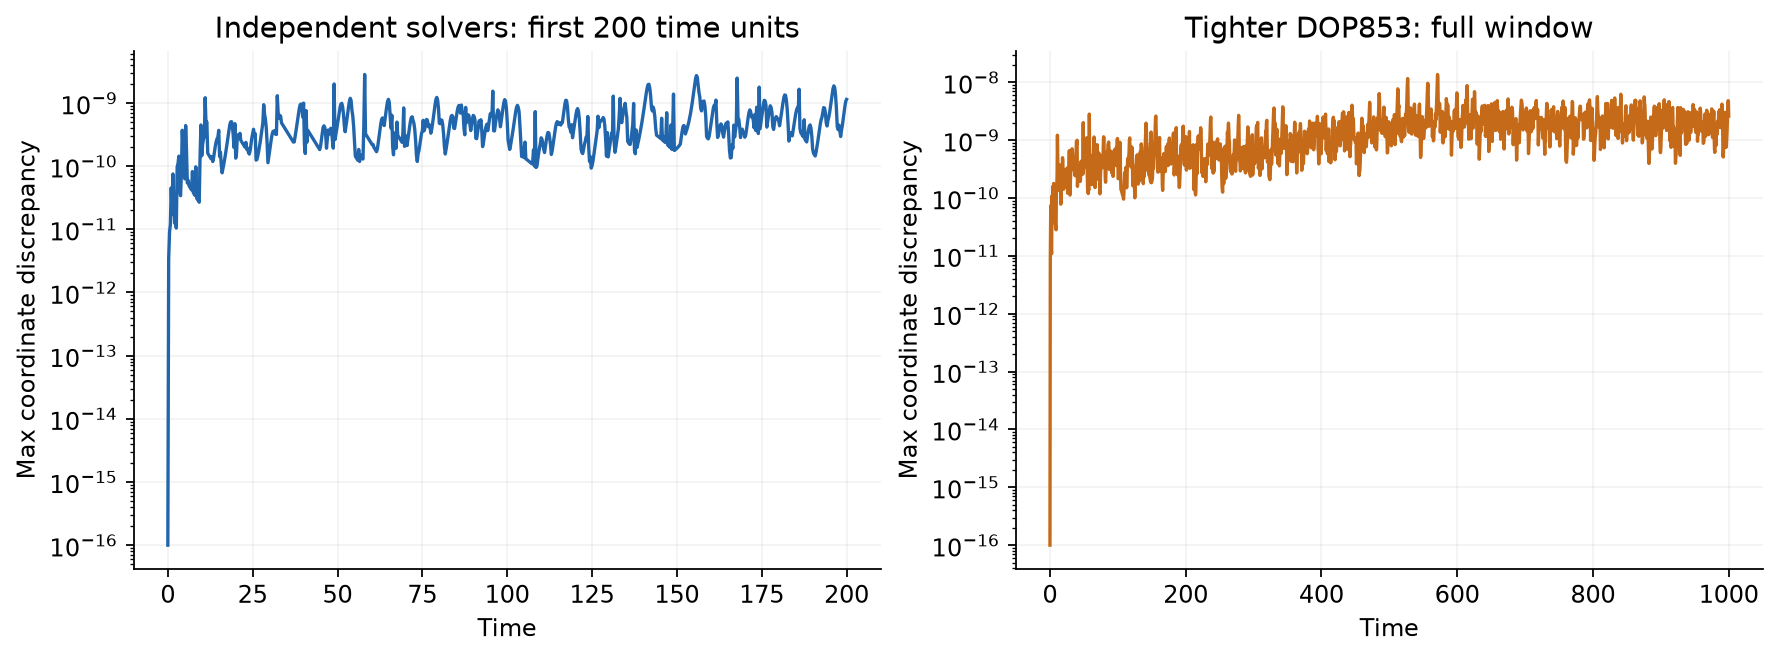 Independent solvers: first 200 time units
Max coordinate discrepancy
10⁻⁹
10⁻¹⁰
10⁻¹¹
10⁻¹²
10⁻¹³
10⁻¹⁴
10⁻¹⁵
10⁻¹⁶
0 25 50 75 100 125 150 175 200
Time
Tighter DOP853: full window
Max coordinate discrepancy
10⁻⁸
10⁻⁹
10⁻¹⁰
10⁻¹¹
10⁻¹²
10⁻¹³
10⁻¹⁴
10⁻¹⁵
10⁻¹⁶
0 200 400 600 800 1000
Time